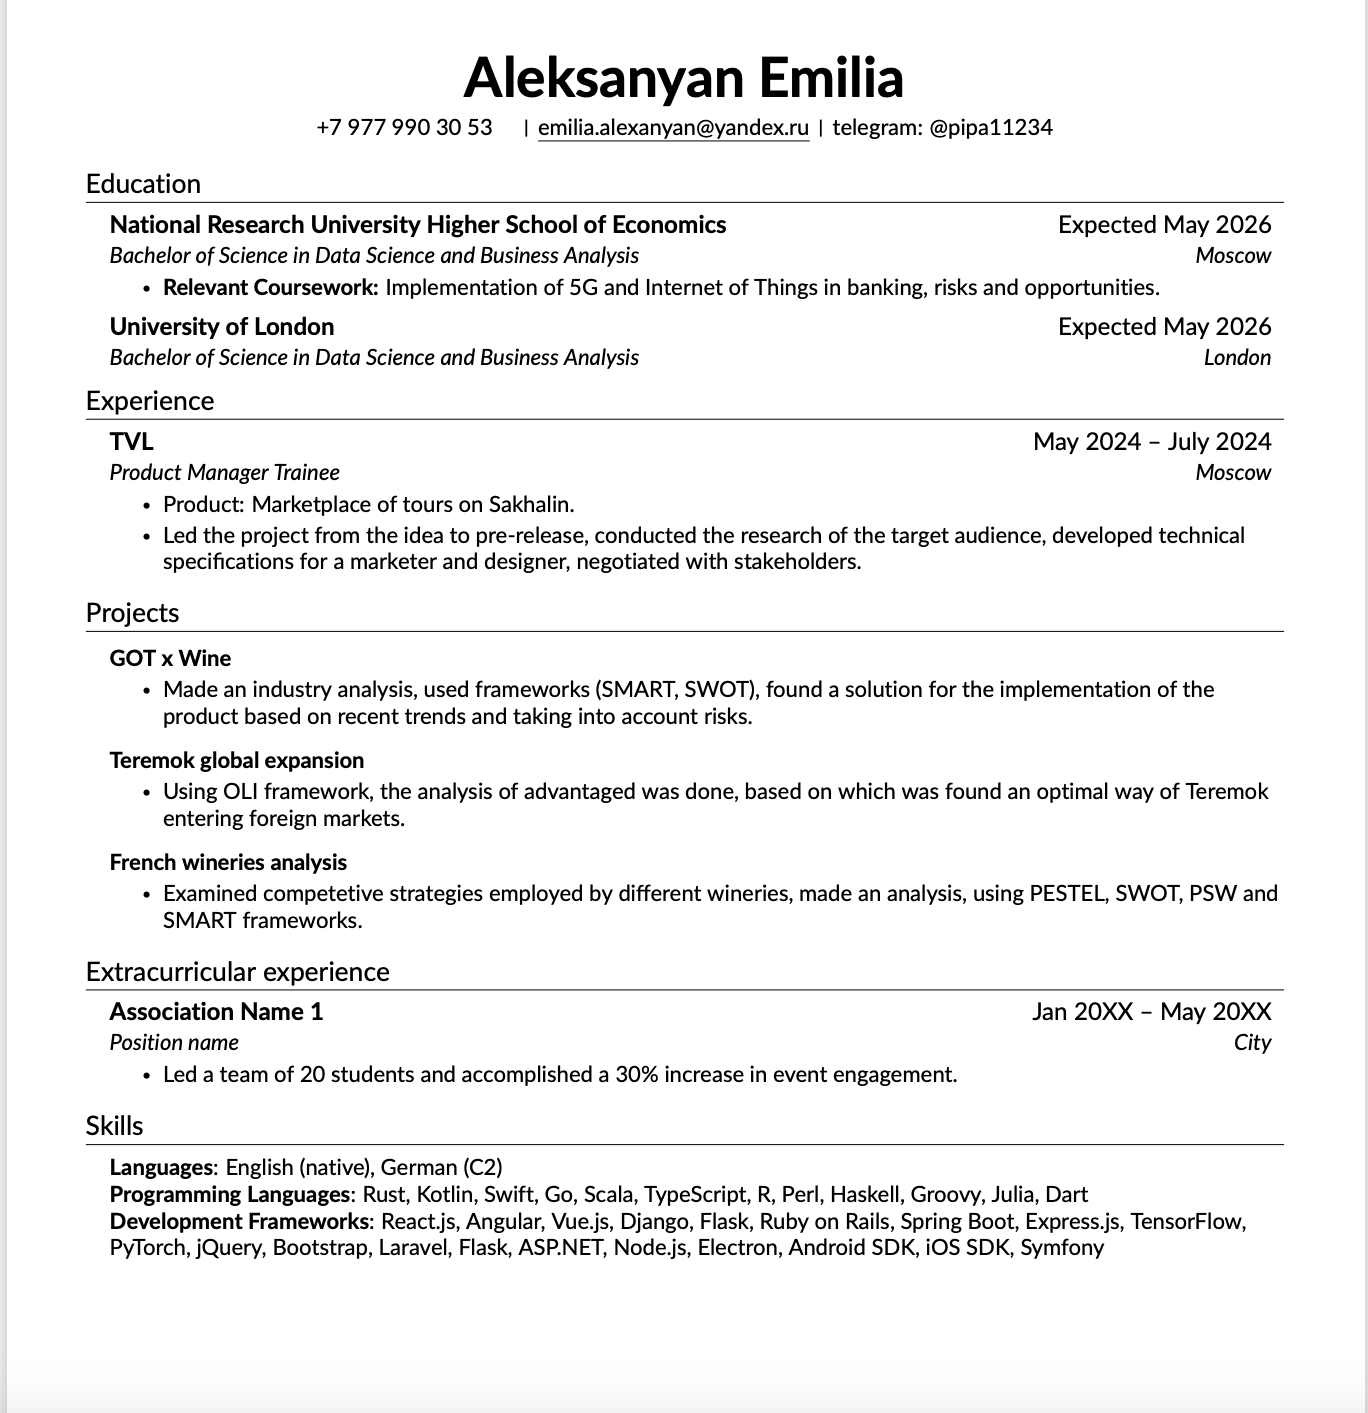 Aleksanyan Emilia
+7 977 990 30 53 | emilia.alexanyan@yandex.ru | telegram: @pipa11234
Education
National Research University Higher School of Economics Expected May 2026
Bachelor of Science in Data Science and Business Analysis Moscow
• Relevant Coursework: Implementation of 5G and Internet of Things in banking, risks and opportunities.
University of London Expected May 2026
Bachelor of Science in Data Science and Business Analysis London
Experience
TVL May 2024 – July 2024
Product Manager Trainee Moscow
• Product: Marketplace of tours on Sakhalin.
• Led the project from the idea to pre-release, conducted the research of the target audience, developed technical
specifications for a marketer and designer, negotiated with stakeholders.
Projects
GOT x Wine
• Made an industry analysis, used frameworks (SMART, SWOT), found a solution for the implementation of the
product based on recent trends and taking into account risks.
Teremok global expansion
• Using OLI framework, the analysis of advantaged was done, based on which was found an optimal way of Teremok
entering foreign markets.
French wineries analysis
• Examined competetive strategies employed by different wineries, made an analysis, using PESTEL, SWOT, PSW and
SMART frameworks.
Extracurricular experience
Association Name 1 Jan 20XX – May 20XX
Position name City
• Led a team of 20 students and accomplished a 30% increase in event engagement.
Skills
Languages: English (native), German (C2)
Programming Languages: Rust, Kotlin, Swift, Go, Scala, TypeScript, R, Perl, Haskell, Groovy, Julia, Dart
Development Frameworks: React.js, Angular, Vue.js, Django, Flask, Ruby on Rails, Spring Boot, Express.js, TensorFlow,
PyTorch, jQuery, Bootstrap, Laravel, Flask, ASP.NET, Node.js, Electron, Android SDK, iOS SDK, Symfony